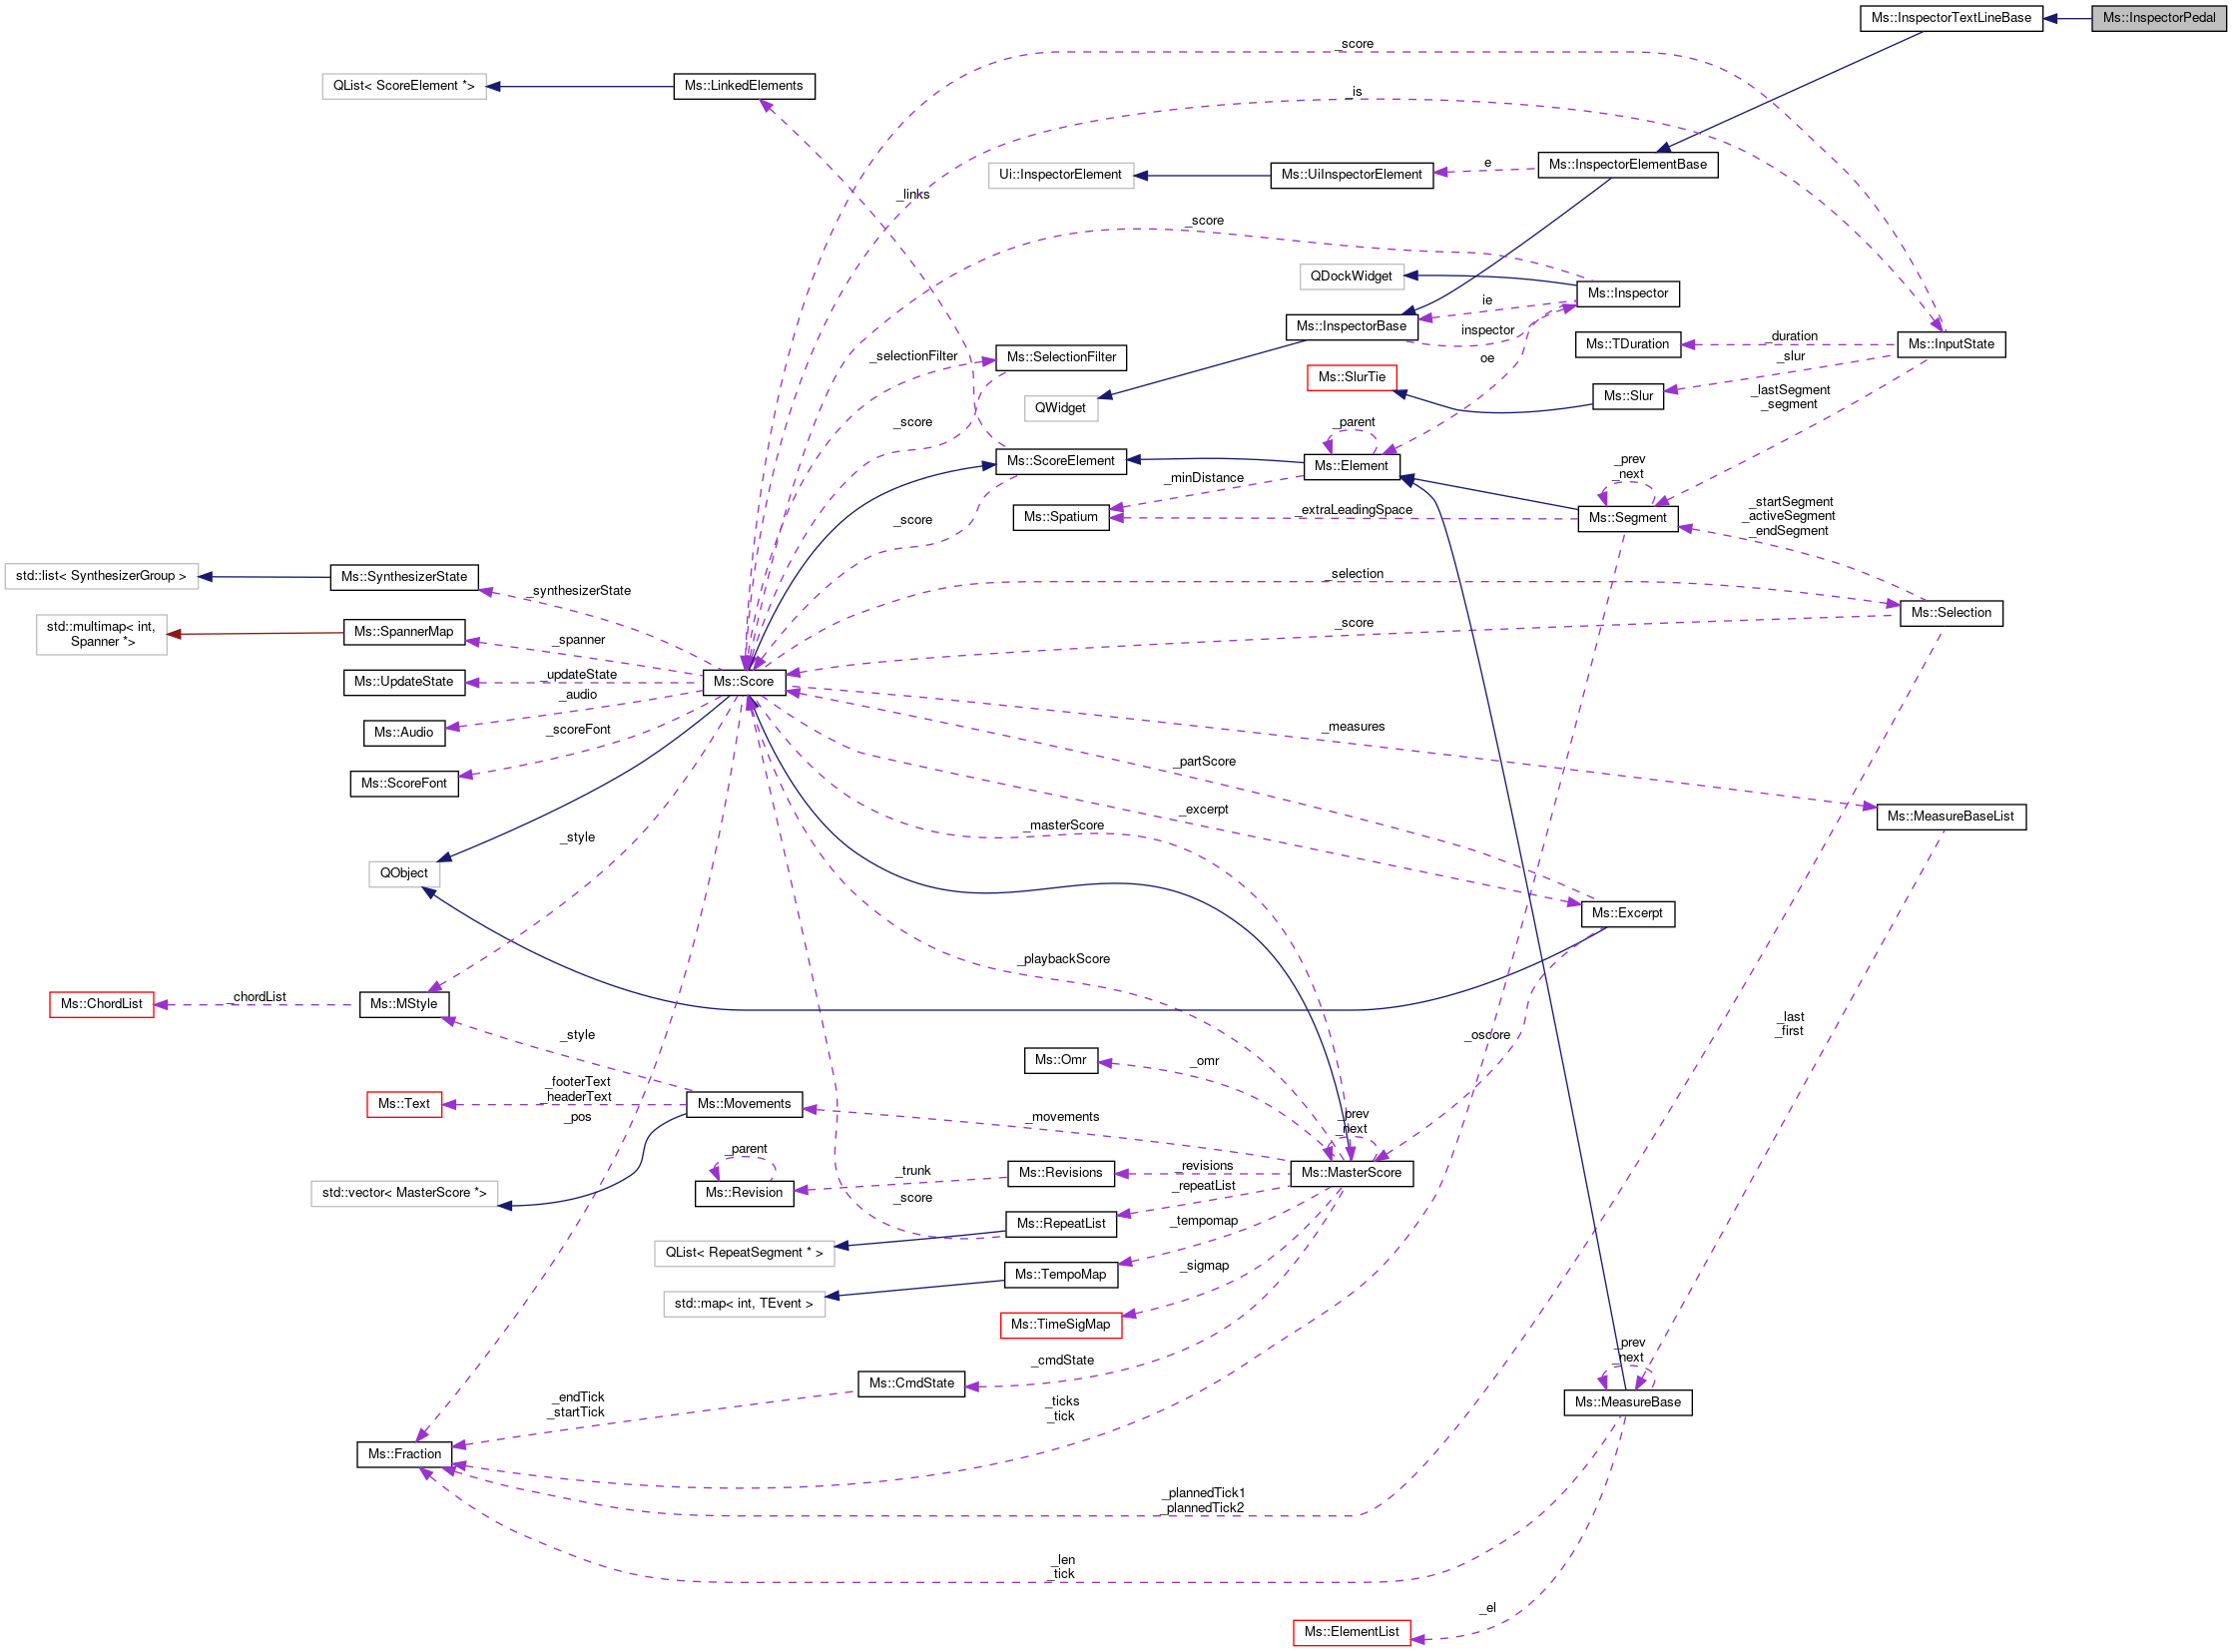 Ms::InspectorTextLineBase
Ms::InspectorPedal
_score
QList< ScoreElement *>
Ms::LinkedElements
_is
Ms::InspectorElementBase
e
Ms::UiInspectorElement
Ui::InspectorElement
_links
_score
QDockWidget
Ms::Inspector
ie
Ms::InspectorBase
inspector
oe
Ms::TDuration
_duration
Ms::InputState
_slur
_selectionFilter
Ms::SelectionFilter
Ms::SlurTie
Ms::Slur
_lastSegment
_segment
QWidget
_score
_parent
Ms::ScoreElement
Ms::Element
_prev
_next
_minDistance
_startSegment
_activeSegment
_endSegment
_score
Ms::Spatium
_extraLeadingSpace
Ms::Segment
std::list< SynthesizerGroup >
Ms::SynthesizerState
_synthesizerState
_selection
Ms::Selection
std::multimap< int,
Spanner *>
Ms::SpannerMap
_spanner
_score
Ms::UpdateState
_updateState
Ms::Score
_audio
Ms::Audio
_scoreFont
_measures
Ms::ScoreFont
_partScore
_excerpt
Ms::MeasureBaseList
_style
_masterScore
QObject
Ms::Excerpt
_playbackScore
Ms::ChordList
_chordList
Ms::MStyle
_last
_first
_style
_oscore
Ms::Omr
_omr
_footerText
_headerText
Ms::Text
Ms::Movements
_pos
_movements
_prev
_next
_parent
_trunk
Ms::Revisions
_revisions
Ms::MasterScore
std::vector< MasterScore *>
Ms::Revision
_score
_repeatList
Ms::RepeatList
_tempomap
QList< RepeatSegment * >
Ms::TempoMap
_sigmap
std::map< int, TEvent >
Ms::TimeSigMap
_cmdState
_prev
_next
Ms::CmdState
_endTick
_startTick
_ticks
_tick
Ms::MeasureBase
Ms::Fraction
_plannedTick1
_plannedTick2
_len
_tick
_el
Ms::ElementList